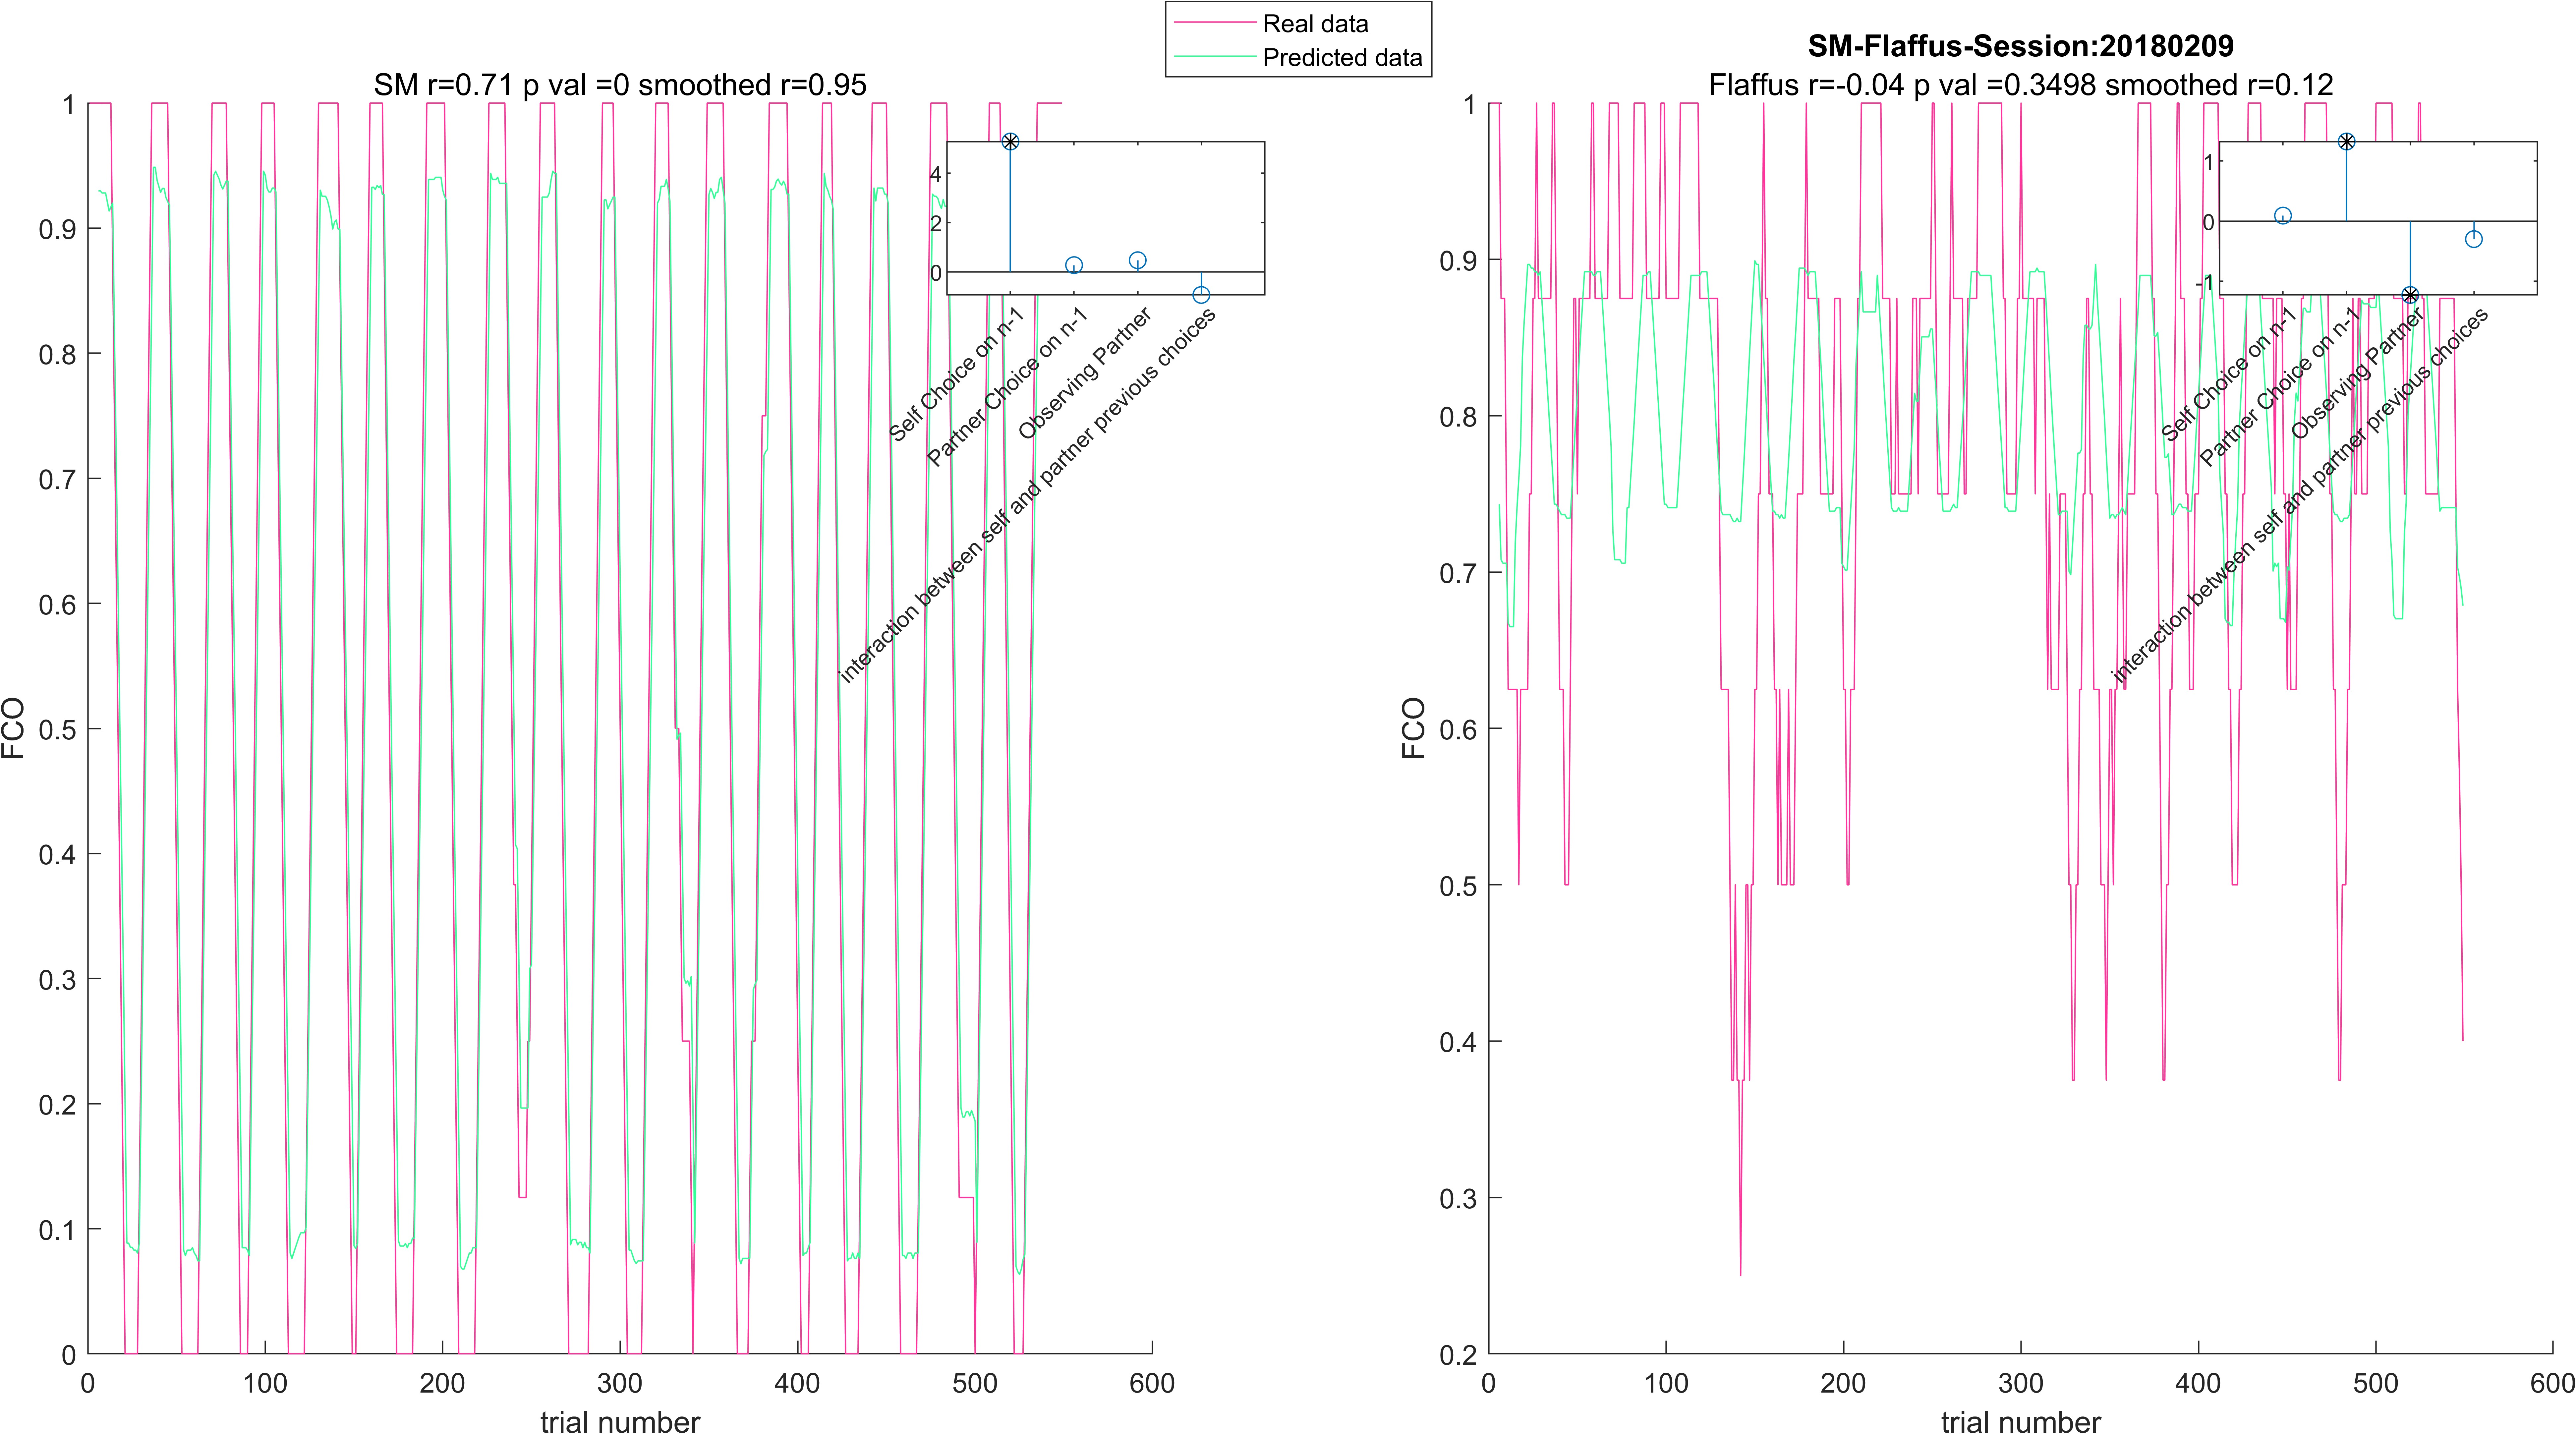 Real data
Predicted data
SM r=0.71 p val =0 smoothed r=0.95
1
0.9
0.8
0.7
0.6
0.5
0.4
0.3
0.2
0.1
0
FCO
0
100
200
300
400
500
600
trial number
4
2
0
Self Choice on n-1
Partner Choice on n-1
Observing Partner
interaction between self and partner previous choices
SM-Flaffus-Session:20180209
Flaffus r=-0.04 p val =0.3498 smoothed r=0.12
1
0.9
0.8
0.7
0.6
0.5
0.4
0.3
0.2
FCO
0
100
200
300
400
500
600
trial number
1
0
-1
Self Choice on n-1
Partner Choice on n-1
Observing Partner
interaction between self and partner previous choices